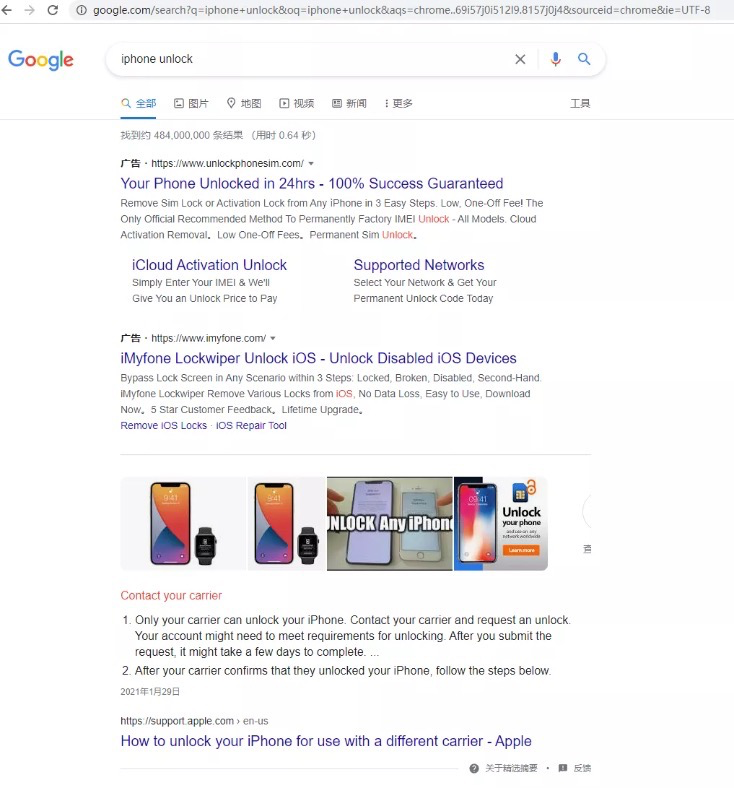 google.com/search?q=iphone+unlock&oq=iphone+unlock&aqs=chrome..69i57j0i512l9.8157j0j4&sourceid=chrome&ie=UTF-8
Google
iphone unlock
全部 图片 地图 视频 新闻 更多 工具
找到约 484,000,000 条结果 （用时 0.64 秒）
广告 · https://www.unlockphonesim.com/
Your Phone Unlocked in 24hrs - 100% Success Guaranteed
Remove Sim Lock or Activation Lock from Any iPhone in 3 Easy Steps. Low, One-Off Fee! The
Only Official Recommended Method To Permanently Factory IMEI Unlock - All Models. Cloud
Activation Removal。Low One-Off Fees。Permanent Sim Unlock。
iCloud Activation Unlock
Simply Enter Your IMEI & We'll
Give You an Unlock Price to Pay
Supported Networks
Select Your Network & Get Your
Permanent Unlock Code Today
广告 · https://www.imyfone.com/
iMyfone Lockwiper Unlock iOS - Unlock Disabled iOS Devices
Bypass Lock Screen in Any Scenario within 3 Steps: Locked, Broken, Disabled, Second-Hand.
iMyfone Lockwiper Remove Various Locks from iOS, No Data Loss, Easy to Use, Download
Now。5 Star Customer Feedback。Lifetime Upgrade。
Remove iOS Locks · iOS Repair Tool
9:41
9:41
UNLOCK Any iPhone
09:41
Unlock
your phone
and use on any
network worldwide
Learn more
Contact your carrier
1. Only your carrier can unlock your iPhone. Contact your carrier and request an unlock.
Your account might need to meet requirements for unlocking. After you submit the
request, it might take a few days to complete. ...
2. After your carrier confirms that they unlocked your iPhone, follow the steps below.
2021年1月29日
https://support.apple.com › en-us
How to unlock your iPhone for use with a different carrier - Apple
关于精选摘要 · 反馈